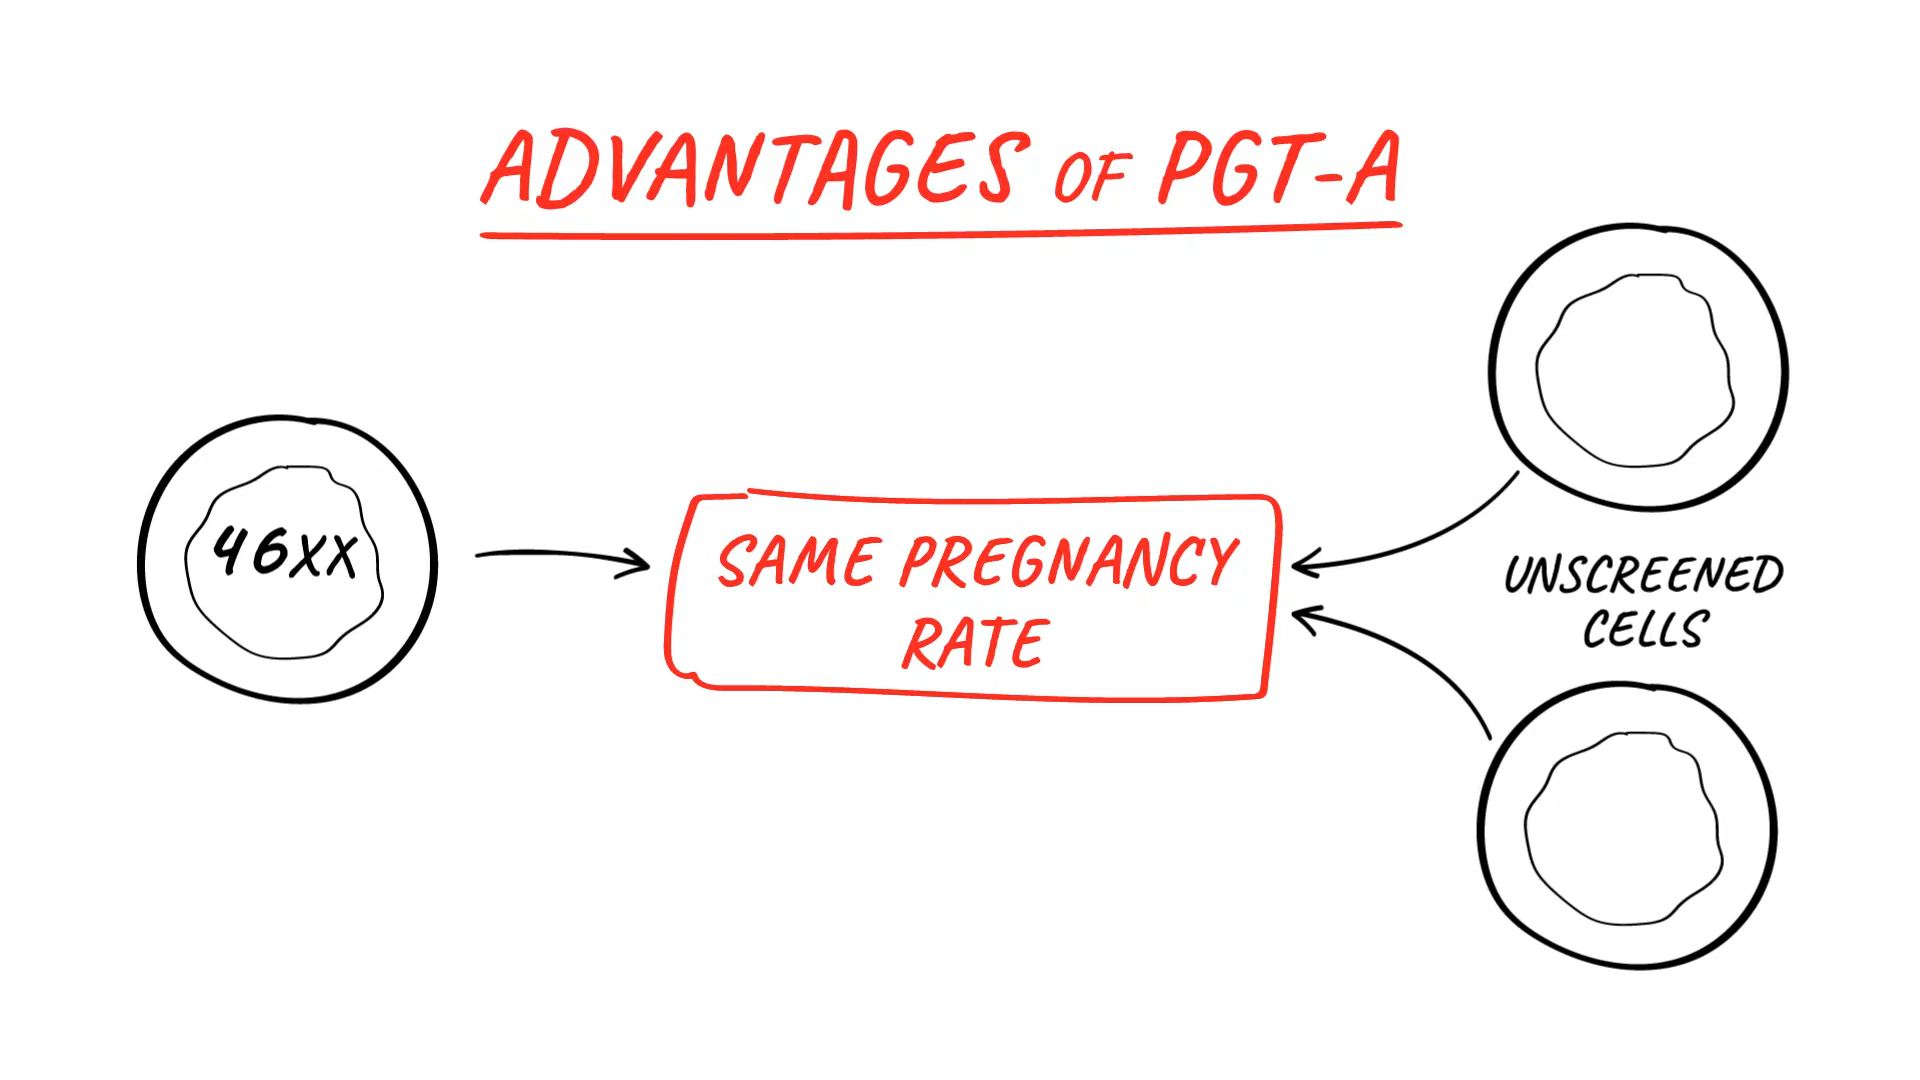 ADVANTAGES OF PGT-A
46XX
SAME PREGNANCY
RATE
UNSCREENED
CELLS